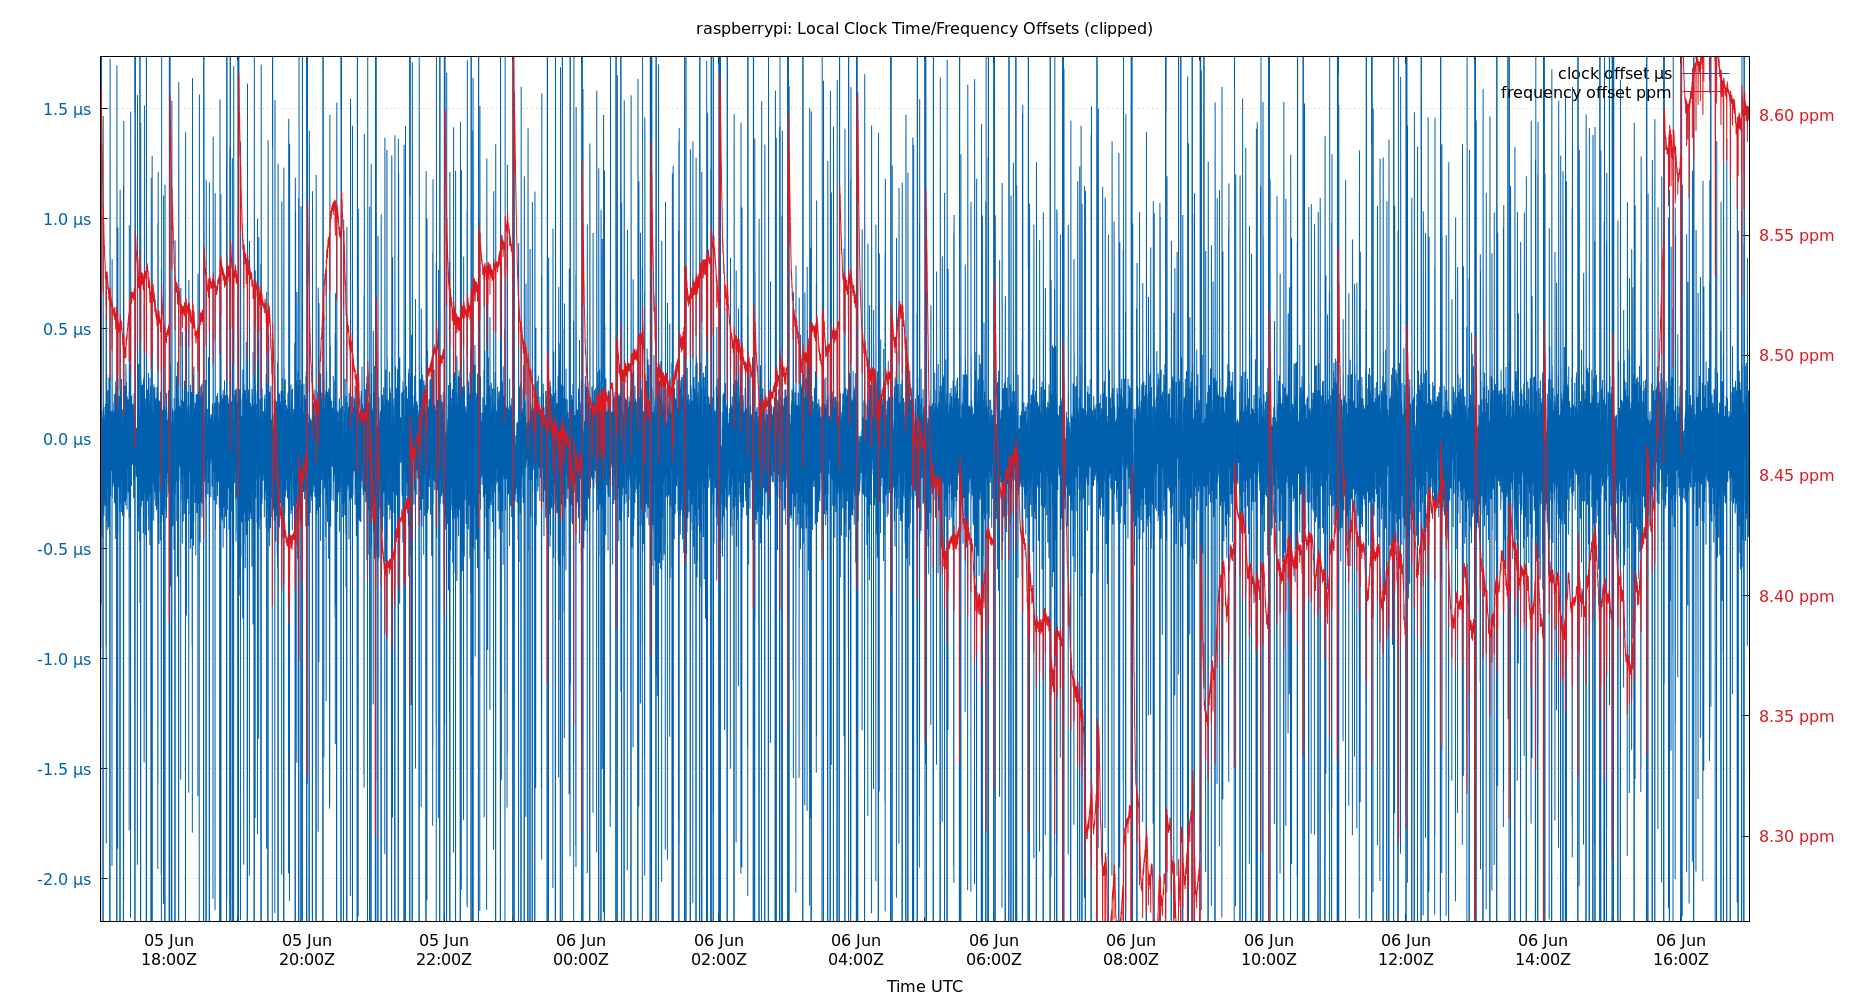 raspberrypi: Local Clock Time/Frequency Offsets (clipped)
clock offset µs
frequency offset ppm
1.5 µs
1.0 µs
0.5 µs
0.0 µs
-0.5 µs
-1.0 µs
-1.5 µs
-2.0 µs
8.60 ppm
8.55 ppm
8.50 ppm
8.45 ppm
8.40 ppm
8.35 ppm
8.30 ppm
05 Jun 05 Jun 05 Jun 06 Jun 06 Jun 06 Jun 06 Jun 06 Jun 06 Jun 06 Jun 06 Jun 06 Jun
18:00Z 20:00Z 22:00Z 00:00Z 02:00Z 04:00Z 06:00Z 08:00Z 10:00Z 12:00Z 14:00Z 16:00Z
Time UTC